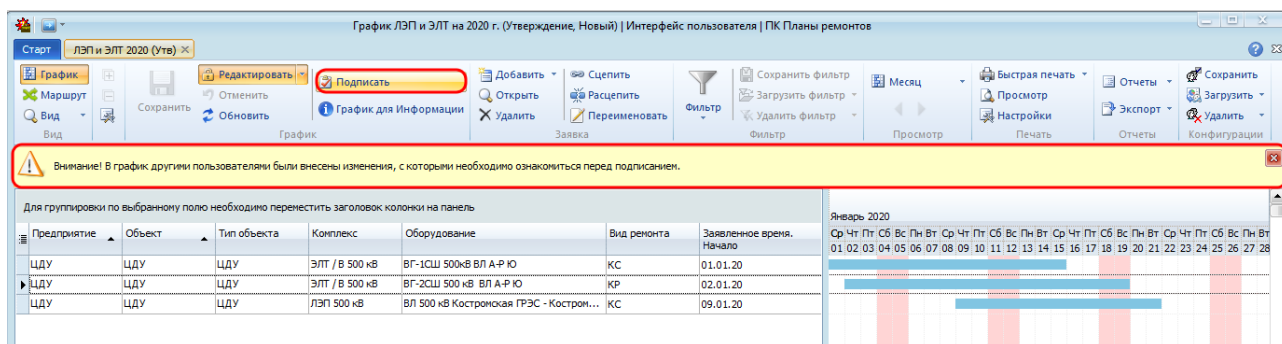 График ЛЭП и ЭЛТ на 2020 г. (Утверждение, Новый) | Интерфейс пользователя | ПК Планы ремонтов
Старт ЛЭП и ЭЛТ 2020 (Утв)
График Редактировать Подписать Добавить Сцепить Сохранить фильтр Месяц Быстрая печать Отчеты Сохранить
Маршрут Сохранить Отменить Открыть Расцепить Фильтр Загрузить фильтр Просмотр Загрузить
Вид Обновить График для Информации Удалить Переименовать Удалить фильтр Настройки Экспорт Удалить
Вид График Заявка Фильтр Просмотр Печать Отчеты Конфигурации
Внимание! В график другими пользователями были внесены изменения, с которыми необходимо ознакомиться перед подписанием.
Для группировки по выбранному полю необходимо переместить заголовок колонки на панель
Январь 2020
Предприятие Объект Тип объекта Комплекс Оборудование Вид ремонта Заявленное время. Начало
Ср Чт Пт Сб Вс Пн Вт Ср Чт Пт Сб Вс Пн Вт Ср Чт Пт Сб Вс Пн Вт Ср Чт Пт Сб Вс Пн Вт
01 02 03 04 05 06 07 08 09 10 11 12 13 14 15 16 17 18 19 20 21 22 23 24 25 26 27 28
ЦДУ ЦДУ ЦДУ ЭЛТ / В 500 кВ ВГ-1СШ 500кВ ВЛ А-Р Ю КС 01.01.20
ЦДУ ЦДУ ЦДУ ЭЛТ / В 500 кВ ВГ-2СШ 500 кВ ВЛ А-Р Ю КР 02.01.20
ЦДУ ЦДУ ЦДУ ЛЭП 500 кВ ВЛ 500 кВ Костромская ГРЭС - Костром... КС 09.01.20